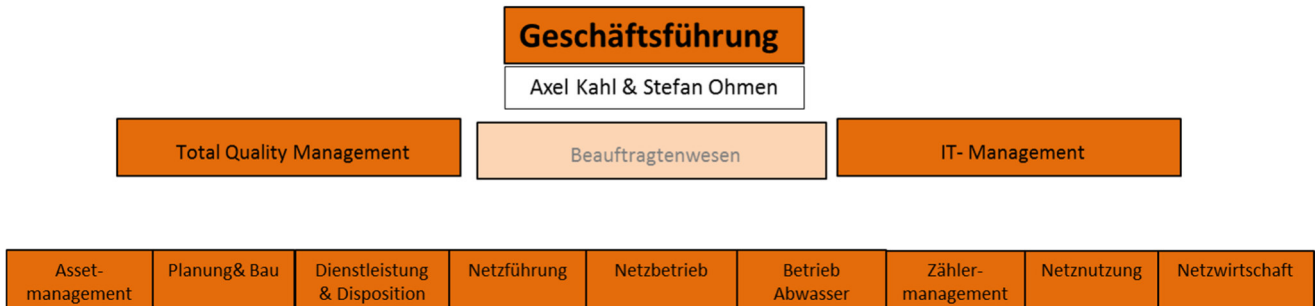 Geschäftsführung
Axel Kahl & Stefan Ohmen
Total Quality Management
Beauftragtenwesen
IT- Management
Asset-
management
Planung& Bau
Dienstleistung
& Disposition
Netzführung
Netzbetrieb
Betrieb
Abwasser
Zähler-
management
Netznutzung
Netzwirtschaft